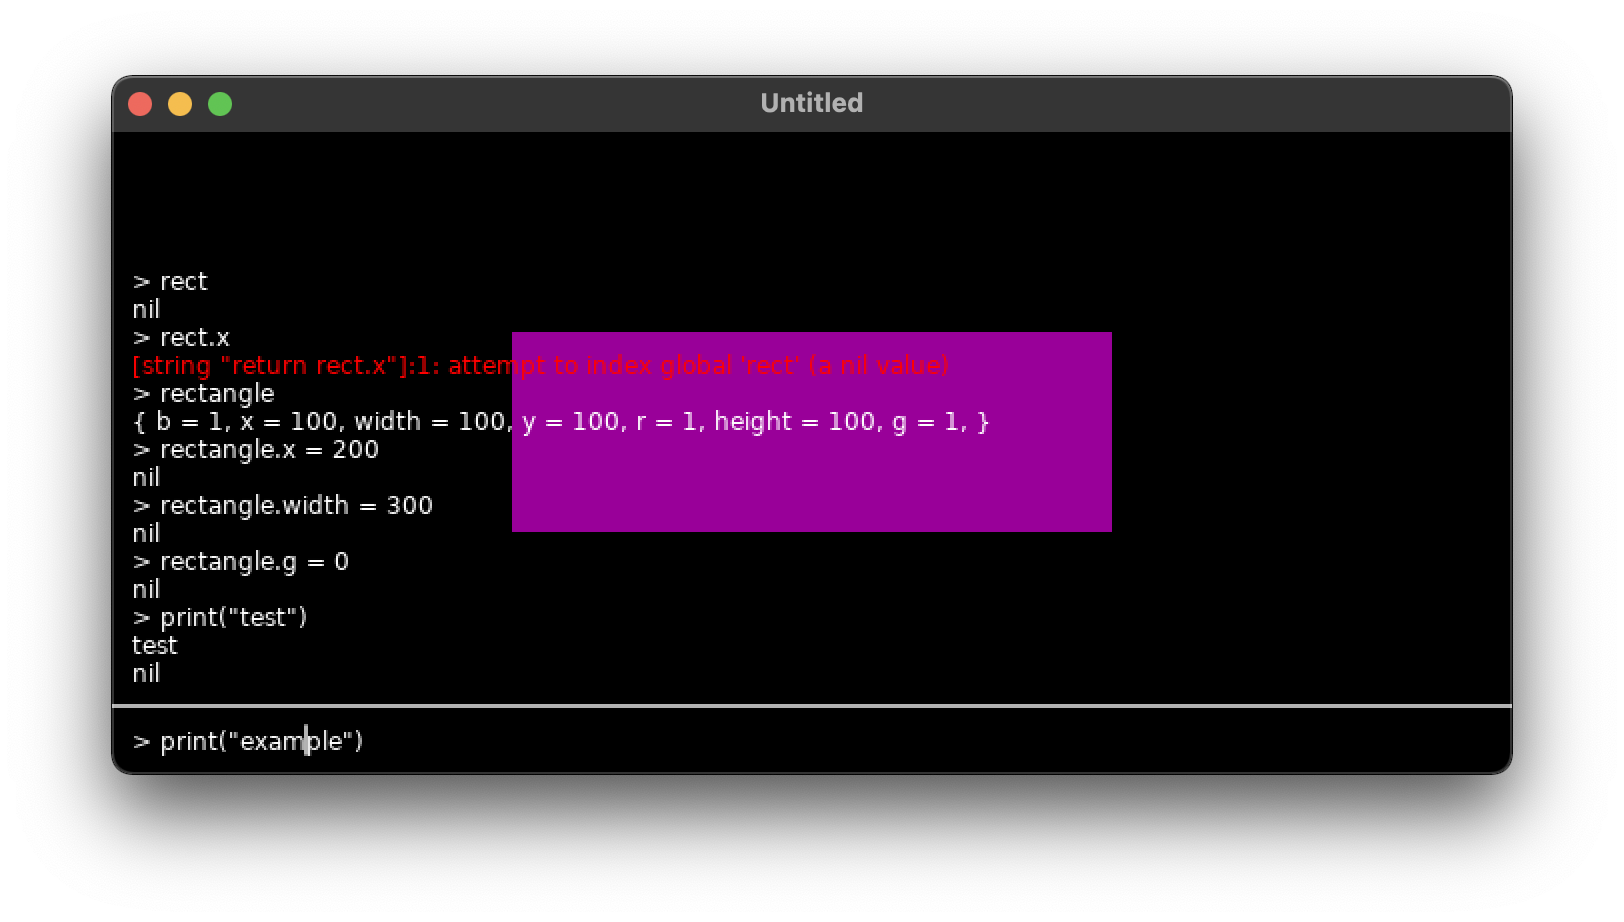 Untitled
> rect
nil
> rect.x
[string "return rect.x"]:1: attempt to index global 'rect' (a nil value)
> rectangle
{ b = 1, x = 100, width = 100, y = 100, r = 1, height = 100, g = 1, }
> rectangle.x = 200
nil
> rectangle.width = 300
nil
> rectangle.g = 0
nil
> print("test")
test
nil
> print("example")